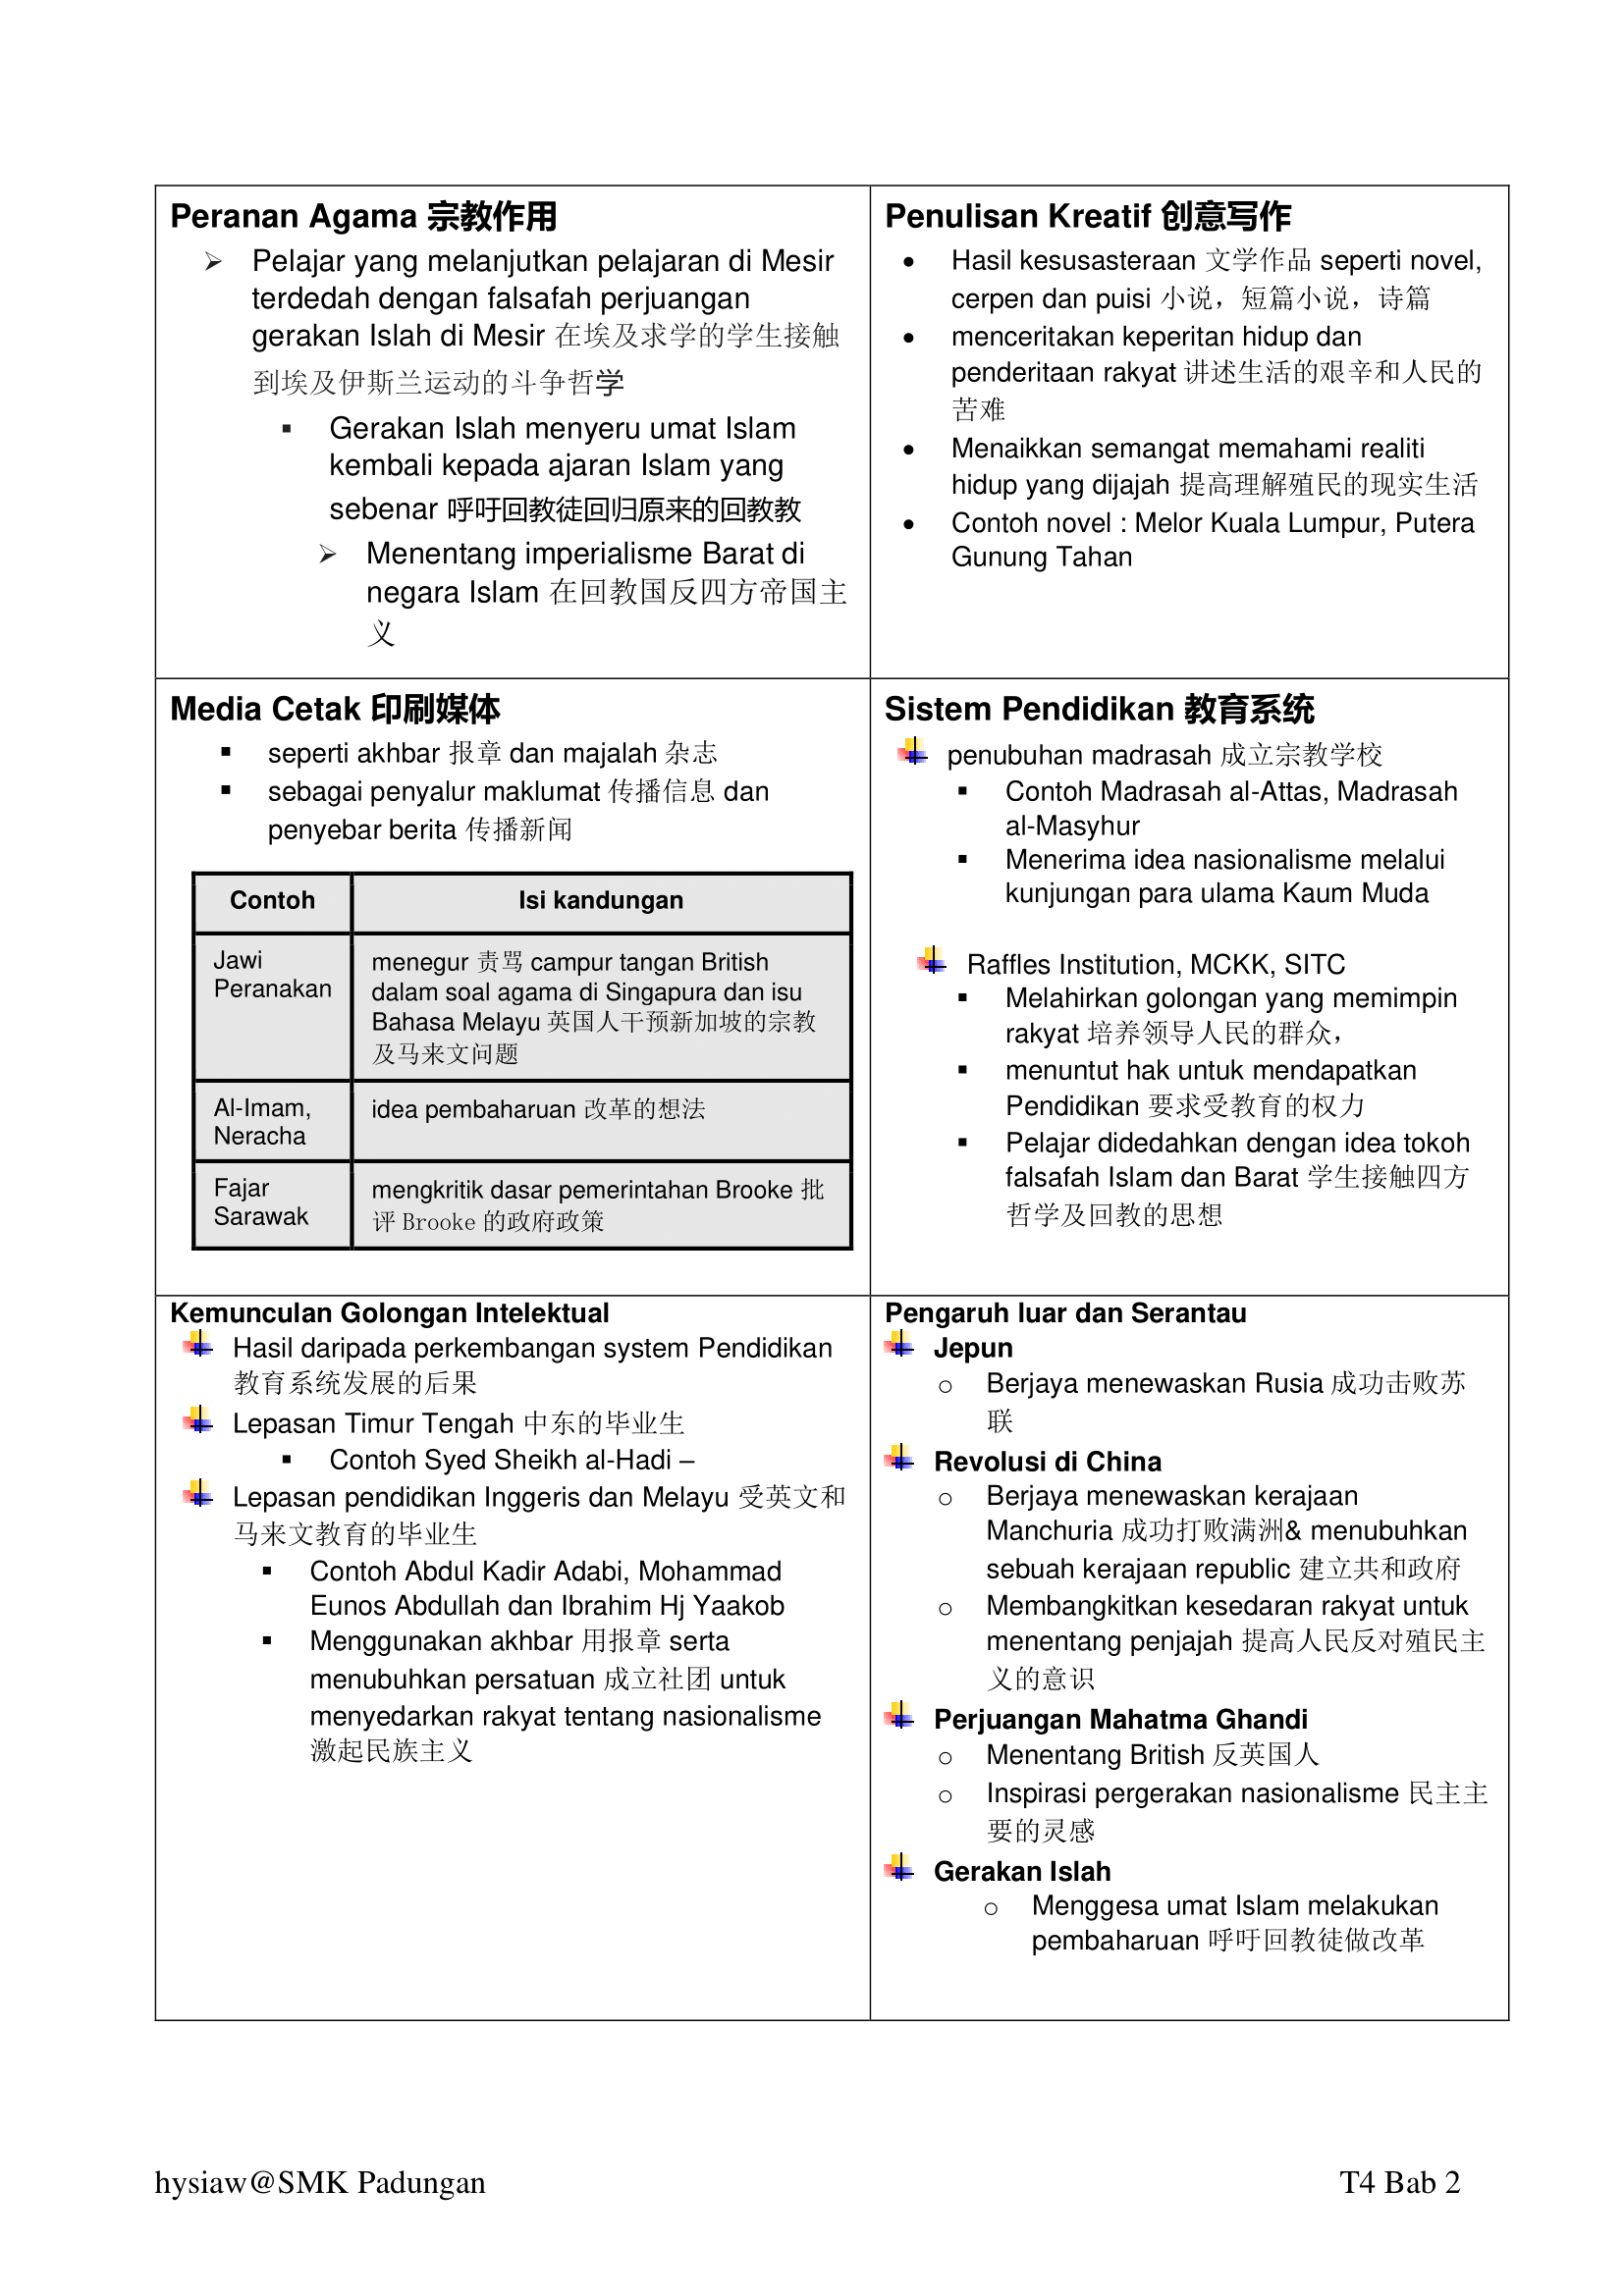 Peranan Agama 宗教作用
➢ Pelajar yang melanjutkan pelajaran di Mesir
terdedah dengan falsafah perjuangan
gerakan Islah di Mesir 在埃及求学的学生接触
到埃及伊斯兰运动的斗争哲学
▪ Gerakan Islah menyeru umat Islam
kembali kepada ajaran Islam yang
sebenar 呼吁回教徒回归原来的回教教
➢ Menentang imperialisme Barat di
negara Islam 在回教国反四方帝国主
义
Penulisan Kreatif 创意写作
• Hasil kesusasteraan 文学作品 seperti novel,
cerpen dan puisi 小说，短篇小说，诗篇
• menceritakan keperitan hidup dan
penderitaan rakyat 讲述生活的艰辛和人民的
苦难
• Menaikkan semangat memahami realiti
hidup yang dijajah 提高理解殖民的现实生活
• Contoh novel : Melor Kuala Lumpur, Putera
Gunung Tahan
Media Cetak 印刷媒体
▪ seperti akhbar 报章 dan majalah 杂志
▪ sebagai penyalur maklumat 传播信息 dan
penyebar berita 传播新闻
Contoh Isi kandungan
Jawi
Peranakan
menegur 责骂 campur tangan British
dalam soal agama di Singapura dan isu
Bahasa Melayu 英国人干预新加坡的宗教
及马来文问题
Al-Imam,
Neracha
idea pembaharuan 改革的想法
Fajar
Sarawak
mengkritik dasar pemerintahan Brooke 批
评 Brooke 的政府政策
Sistem Pendidikan 教育系统
penubuhan madrasah 成立宗教学校
▪ Contoh Madrasah al-Attas, Madrasah
al-Masyhur
▪ Menerima idea nasionalisme melalui
kunjungan para ulama Kaum Muda
Raffles Institution, MCKK, SITC
▪ Melahirkan golongan yang memimpin
rakyat 培养领导人民的群众，
▪ menuntut hak untuk mendapatkan
Pendidikan 要求受教育的权力
▪ Pelajar didedahkan dengan idea tokoh
falsafah Islam dan Barat 学生接触四方
哲学及回教的思想
Kemunculan Golongan Intelektual
Hasil daripada perkembangan system Pendidikan
教育系统发展的后果
Lepasan Timur Tengah 中东的毕业生
▪ Contoh Syed Sheikh al-Hadi –
Lepasan pendidikan Inggeris dan Melayu 受英文和
马来文教育的毕业生
▪ Contoh Abdul Kadir Adabi, Mohammad
Eunos Abdullah dan Ibrahim Hj Yaakob
▪ Menggunakan akhbar 用报章 serta
menubuhkan persatuan 成立社团 untuk
menyedarkan rakyat tentang nasionalisme
激起民族主义
Pengaruh luar dan Serantau
Jepun
o Berjaya menewaskan Rusia 成功击败苏
联
Revolusi di China
o Berjaya menewaskan kerajaan
Manchuria 成功打败满洲& menubuhkan
sebuah kerajaan republic 建立共和政府
o Membangkitkan kesedaran rakyat untuk
menentang penjajah 提高人民反对殖民主
义的意识
Perjuangan Mahatma Ghandi
o Menentang British 反英国人
o Inspirasi pergerakan nasionalisme 民主主
要的灵感
Gerakan Islah
o Menggesa umat Islam melakukan
pembaharuan 呼吁回教徒做改革
hysiaw@SMK Padungan T4 Bab 2